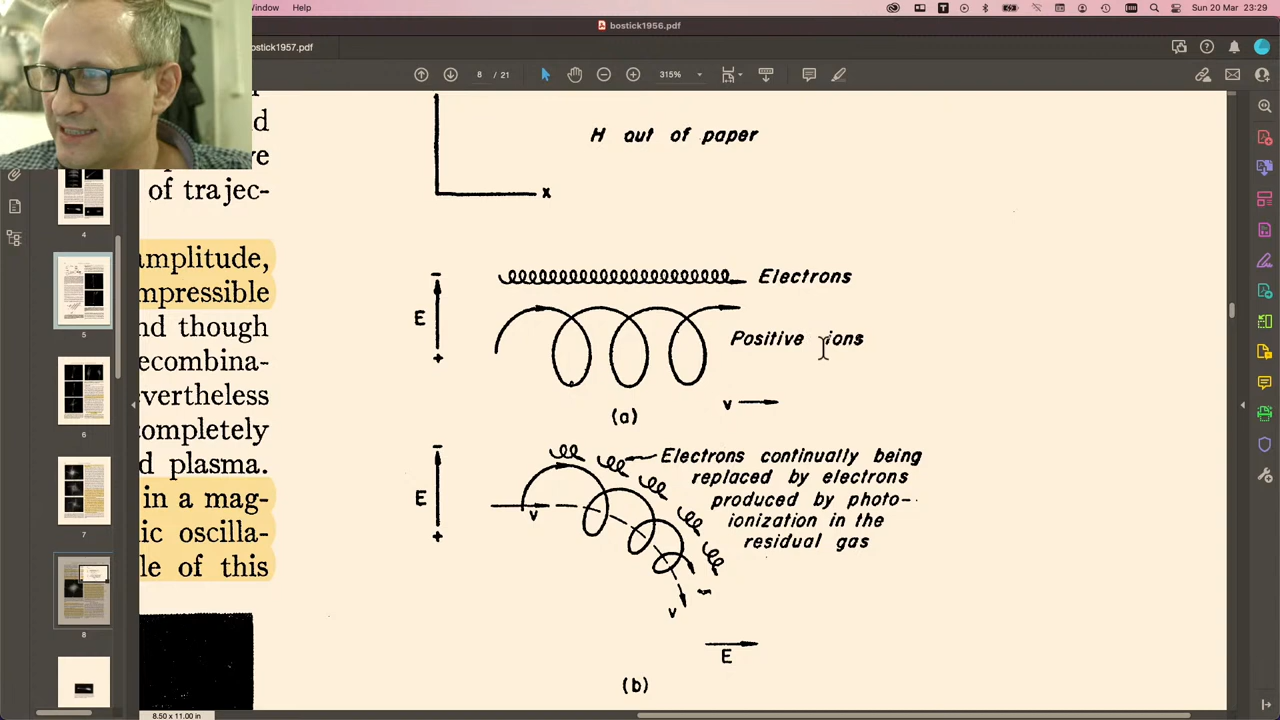 ndow Help
Sun 20 Mar 23:29
bostick1956.pdf
ostick1957.pdf
8 / 21
315%
d
ve
of trajec-
amplitude,
mpressible
nd though
ecombina-
vertheless
ompletely
d plasma.
in a mag-
ic oscilla-
le of this
4
5
6
7
8
8.50 x 11.00 in
H out of paper
x
-
Electrons
E
+
Positive ions
v
(a)
-
Electrons continually being
replaced by electrons
produced by photo-
ionization in the
residual gas
E
v
+
v
E
(b)